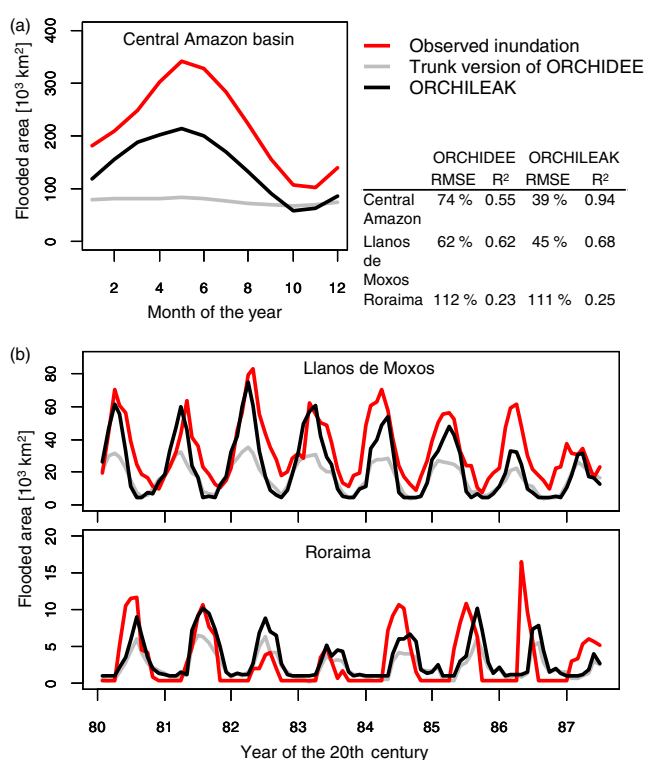 (a)
Central Amazon basin
Flooded area [10³ km²]
0 100 200 300 400
2 4 6 8 10 12
Month of the year
Observed inundation
Trunk version of ORCHIDEE
ORCHILEAK
ORCHIDEE ORCHILEAK
RMSE R² RMSE R²
Central Amazon 74 % 0.55 39 % 0.94
Llanos de Moxos 62 % 0.62 45 % 0.68
Roraima 112 % 0.23 111 % 0.25
(b)
Llanos de Moxos
Flooded area [10³ km²]
0 20 40 60 80
Roraima
0 5 10 15 20
80 81 82 83 84 85 86 87
Year of the 20th century